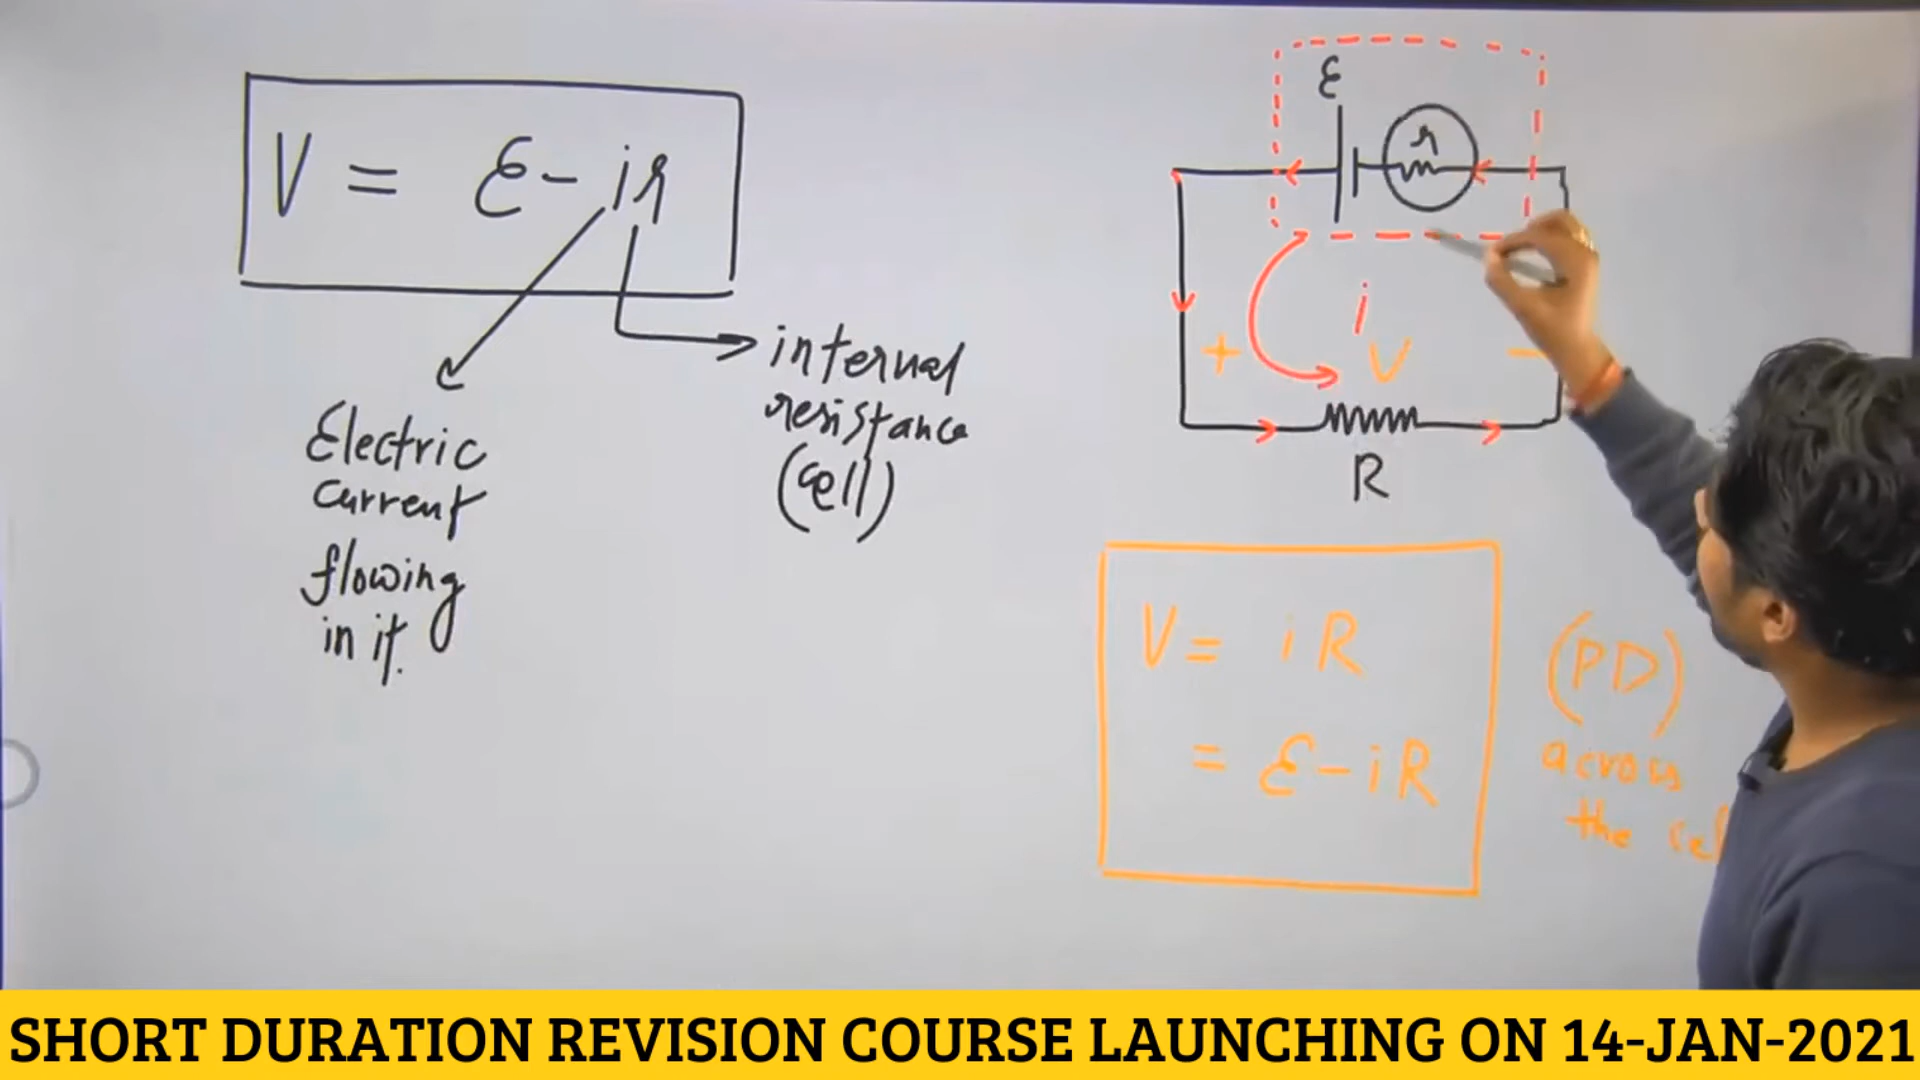 V = ε - ir
Electric
current
flowing
in it.
internal
resistance
(cell)
ε
r
i
+ V -
R
V = iR
= ε - iR
(PD)
across
the
SHORT DURATION REVISION COURSE LAUNCHING ON 14-JAN-2021